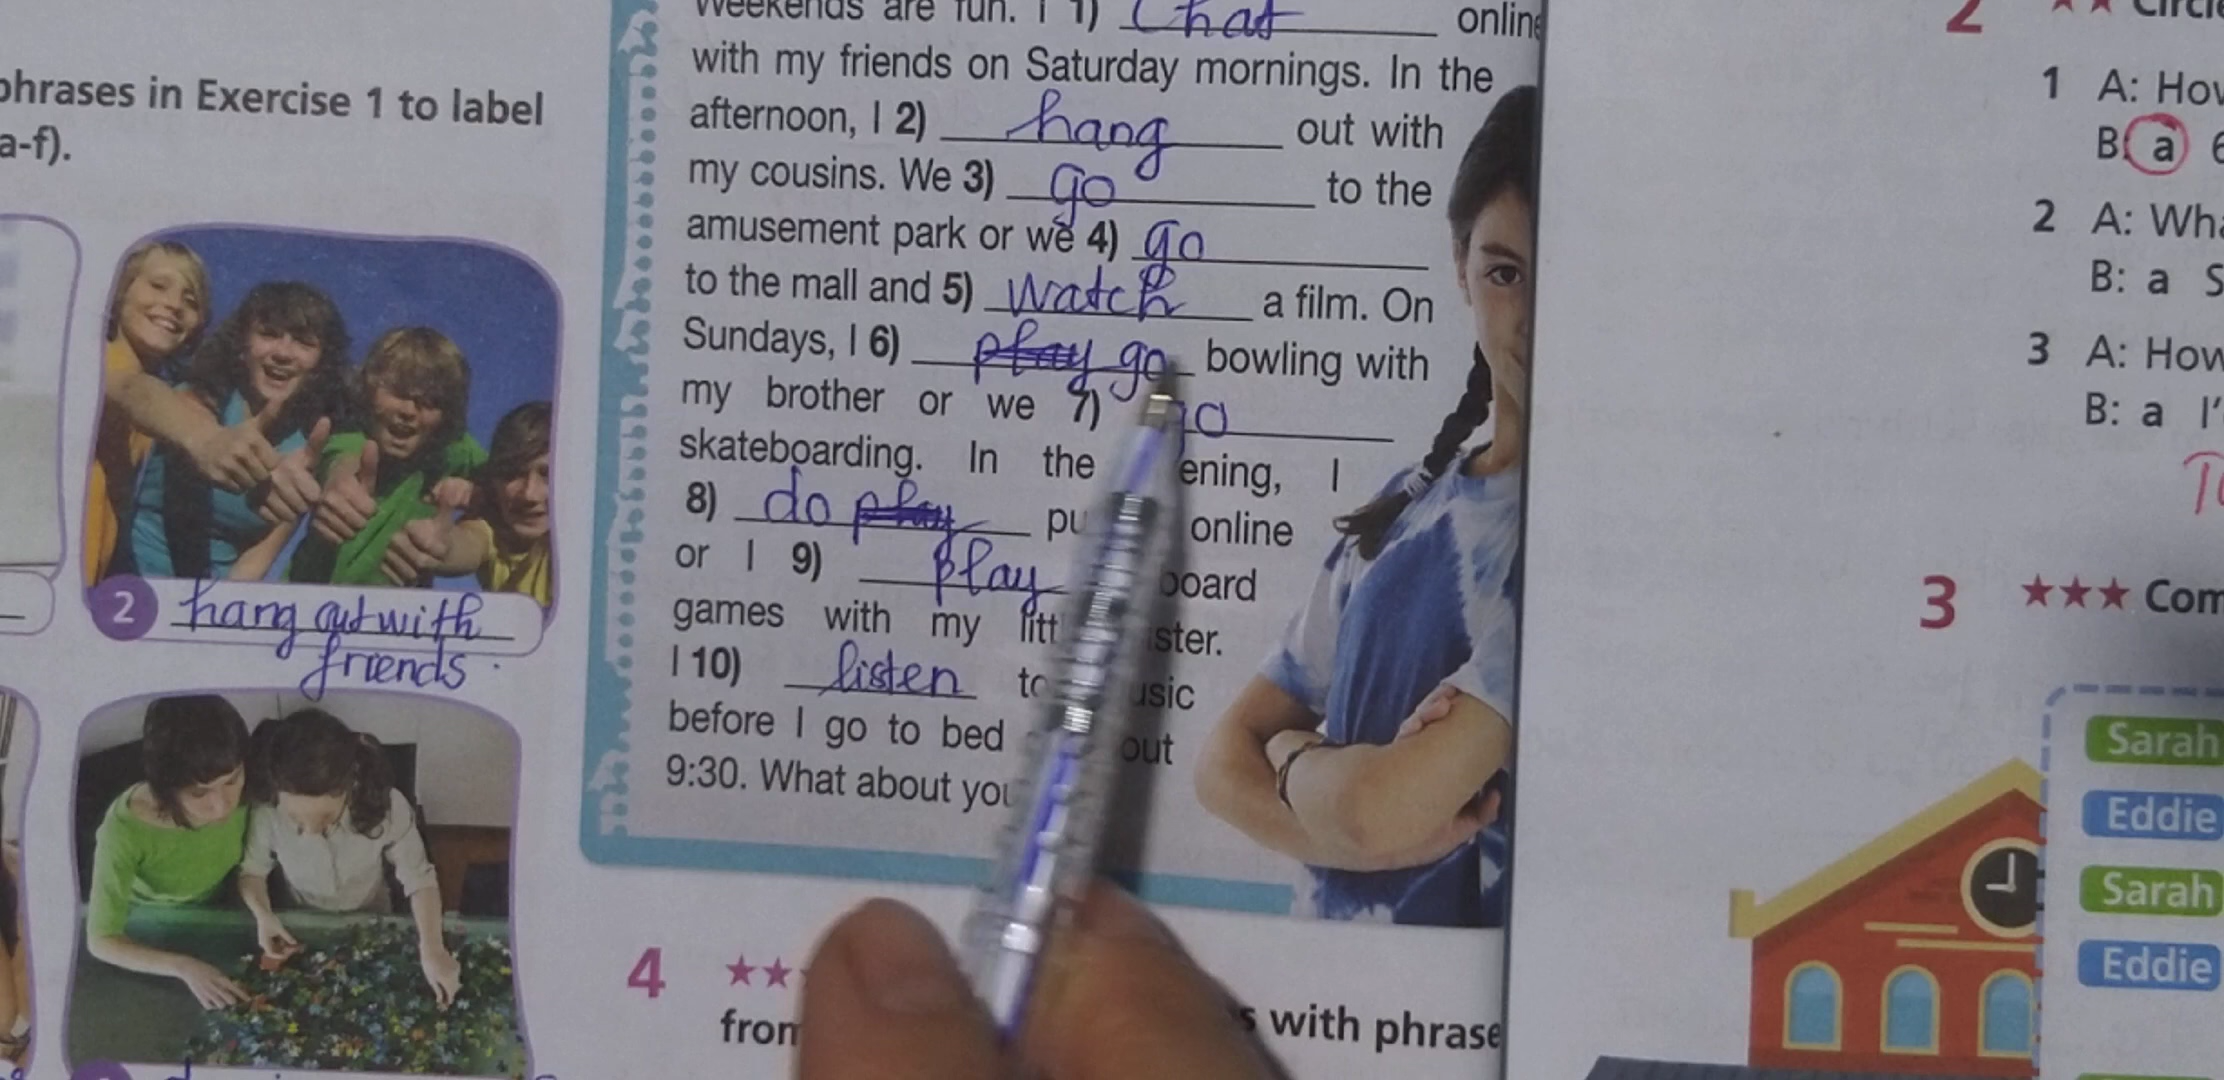 phrases in Exercise 1 to label
a-f).
2 hang out with
friends.
Weekends are fun. I 1) Chat online
with my friends on Saturday mornings. In the
afternoon, I 2) hang out with
my cousins. We 3) go to the
amusement park or we 4) go
to the mall and 5) watch a film. On
Sundays, I 6) play go bowling with
my brother or we 7) go
skateboarding. In the ening, I
8) do play pu online
or I 9) play board
games with my litt ster.
I 10) listen to usic
before I go to bed out
9:30. What about you
4 ★★
from s with phrase
2 ★★ Circle
1 A: How
B: a
2 A: Wha
B: a S
3 A: How
B: a I'
3 ★★★ Com
Sarah
Eddie
Sarah
Eddie